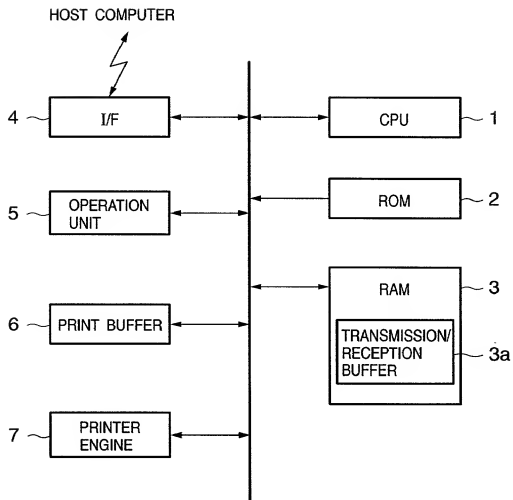 HOST COMPUTER
4
I/F
CPU
1
5
OPERATION
UNIT
ROM
2
6
PRINT BUFFER
RAM
3
TRANSMISSION/
RECEPTION
BUFFER
3a
7
PRINTER
ENGINE